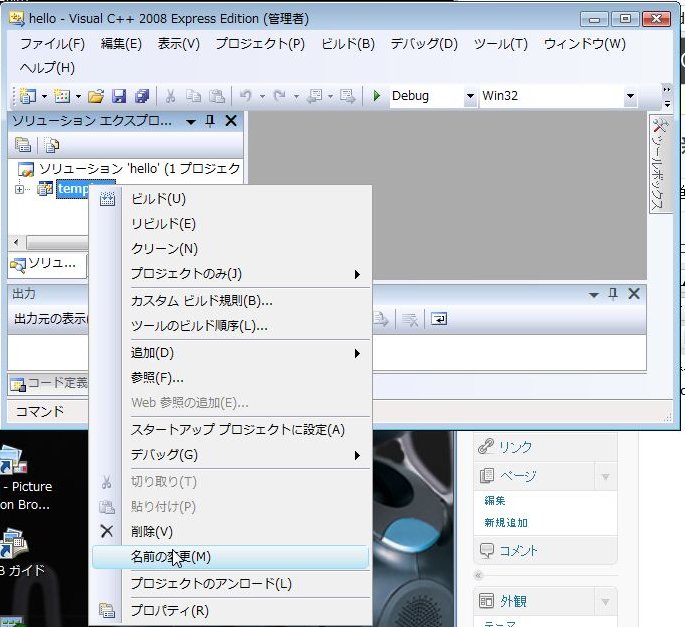 hello - Visual C++ 2008 Express Edition (管理者)
ファイル(F) 編集(E) 表示(V) プロジェクト(P) ビルド(B) デバッグ(D) ツール(T) ウィンドウ(W)
ヘルプ(H)
Debug Win32
ソリューション エクスプロ...
ツールボックス
ソリューション 'hello' (1 プロジェク
temp
ソリュ...
出力
出力元の表示(
コード定義
コマンド
ビルド(U)
リビルド(E)
クリーン(N)
プロジェクトのみ(J)
カスタム ビルド規則(B)...
ツールのビルド順序(L)...
追加(D)
参照(F)...
Web 参照の追加(E)...
スタートアップ プロジェクトに設定(A)
デバッグ(G)
切り取り(T)
貼り付け(P)
削除(V)
名前の変更(M)
プロジェクトのアンロード(L)
プロパティ(R)
- Picture
on Bro...
B ガイド
リンク
ページ
編集
新規追加
コメント
外観
テーマ